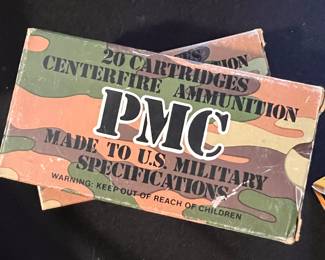 20 CARTRIDGES
CENTERFIRE AMMUNITION
PMC
MADE TO U.S. MILITARY
SPECIFICATIONS
WARNING: KEEP OUT OF REACH OF CHILDREN